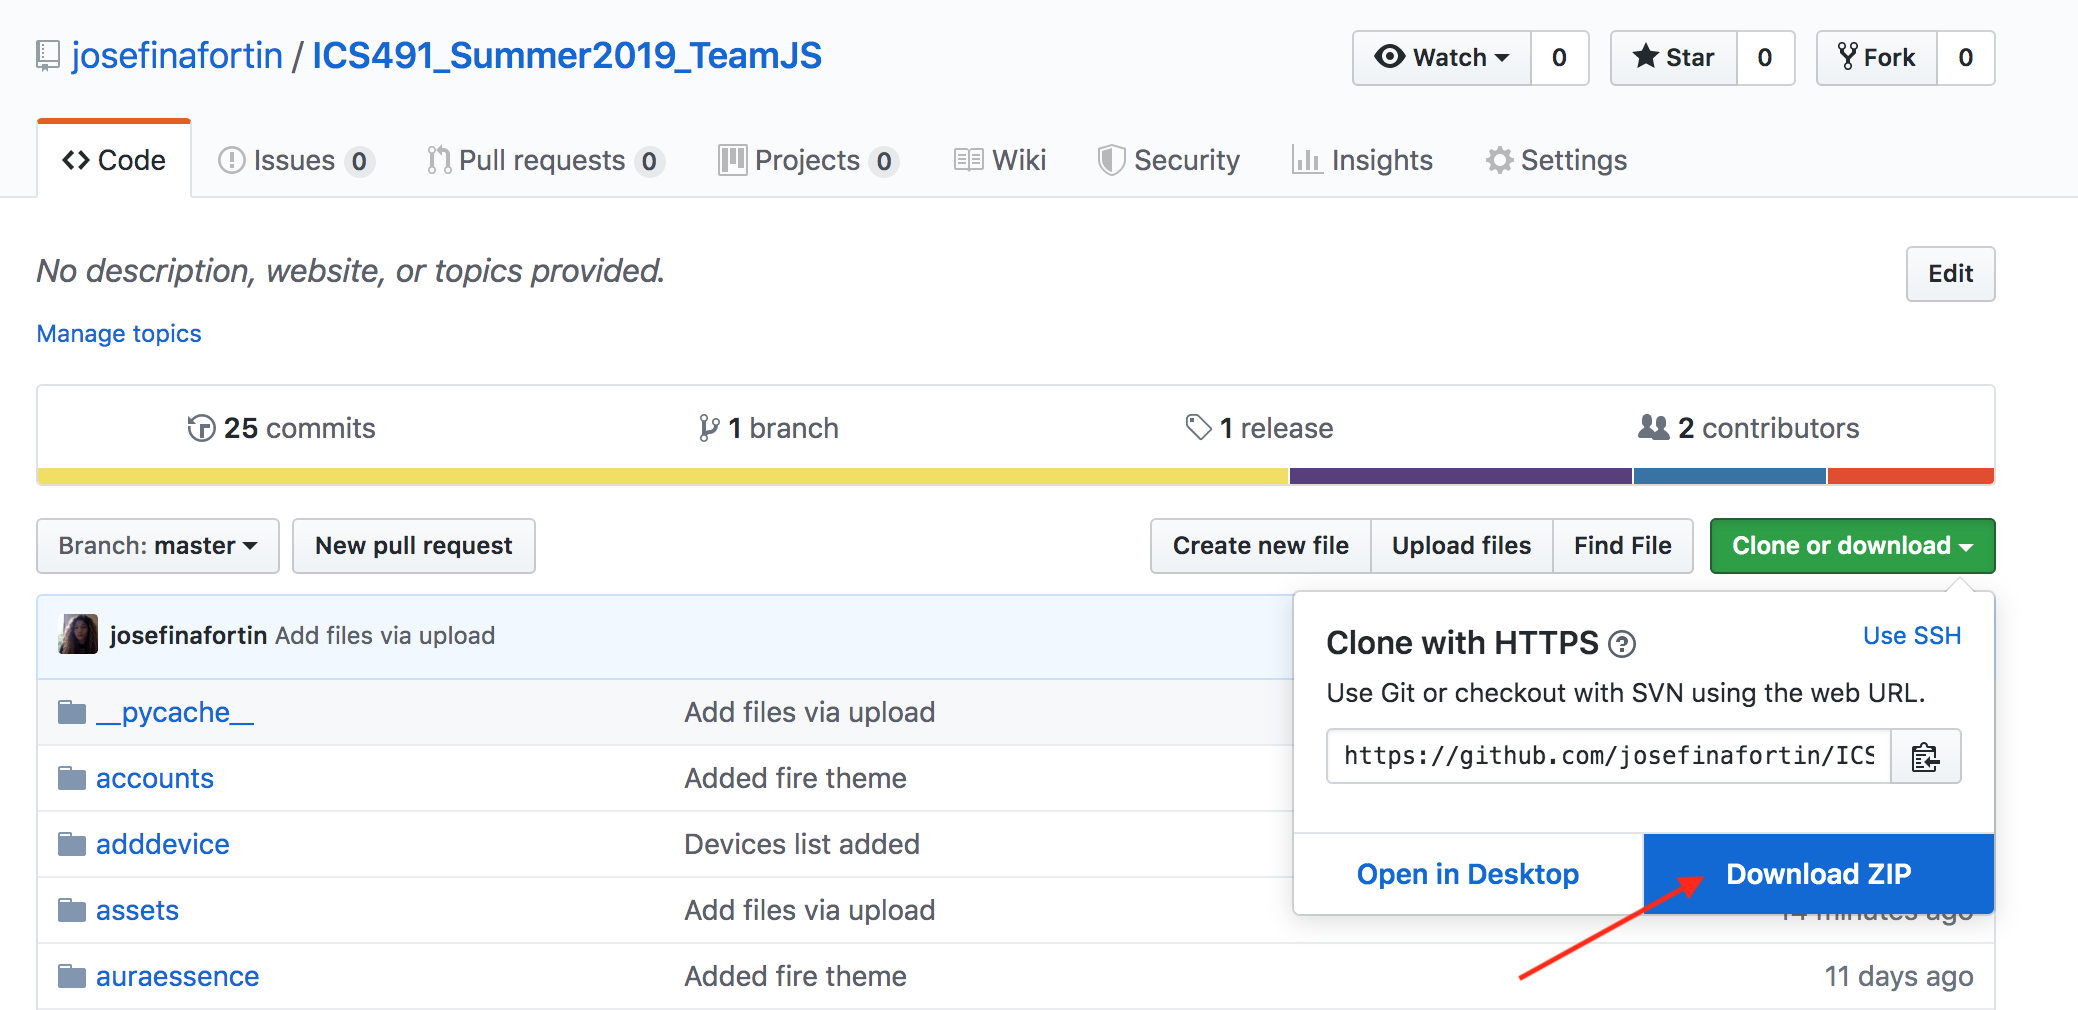 josefinafortin / ICS491_Summer2019_TeamJS
Watch 0 Star 0 Fork 0
Code Issues 0 Pull requests 0 Projects 0 Wiki Security Insights Settings
No description, website, or topics provided.
Edit
Manage topics
25 commits 1 branch 1 release 2 contributors
Branch: master New pull request Create new file Upload files Find File Clone or download
josefinafortin Add files via upload
Clone with HTTPS ? Use SSH
Use Git or checkout with SVN using the web URL.
https://github.com/josefinafortin/ICS
Open in Desktop Download ZIP
__pycache__ Add files via upload
accounts Added fire theme
adddevice Devices list added
assets Add files via upload 14 minutes ago
auraessence Added fire theme 11 days ago